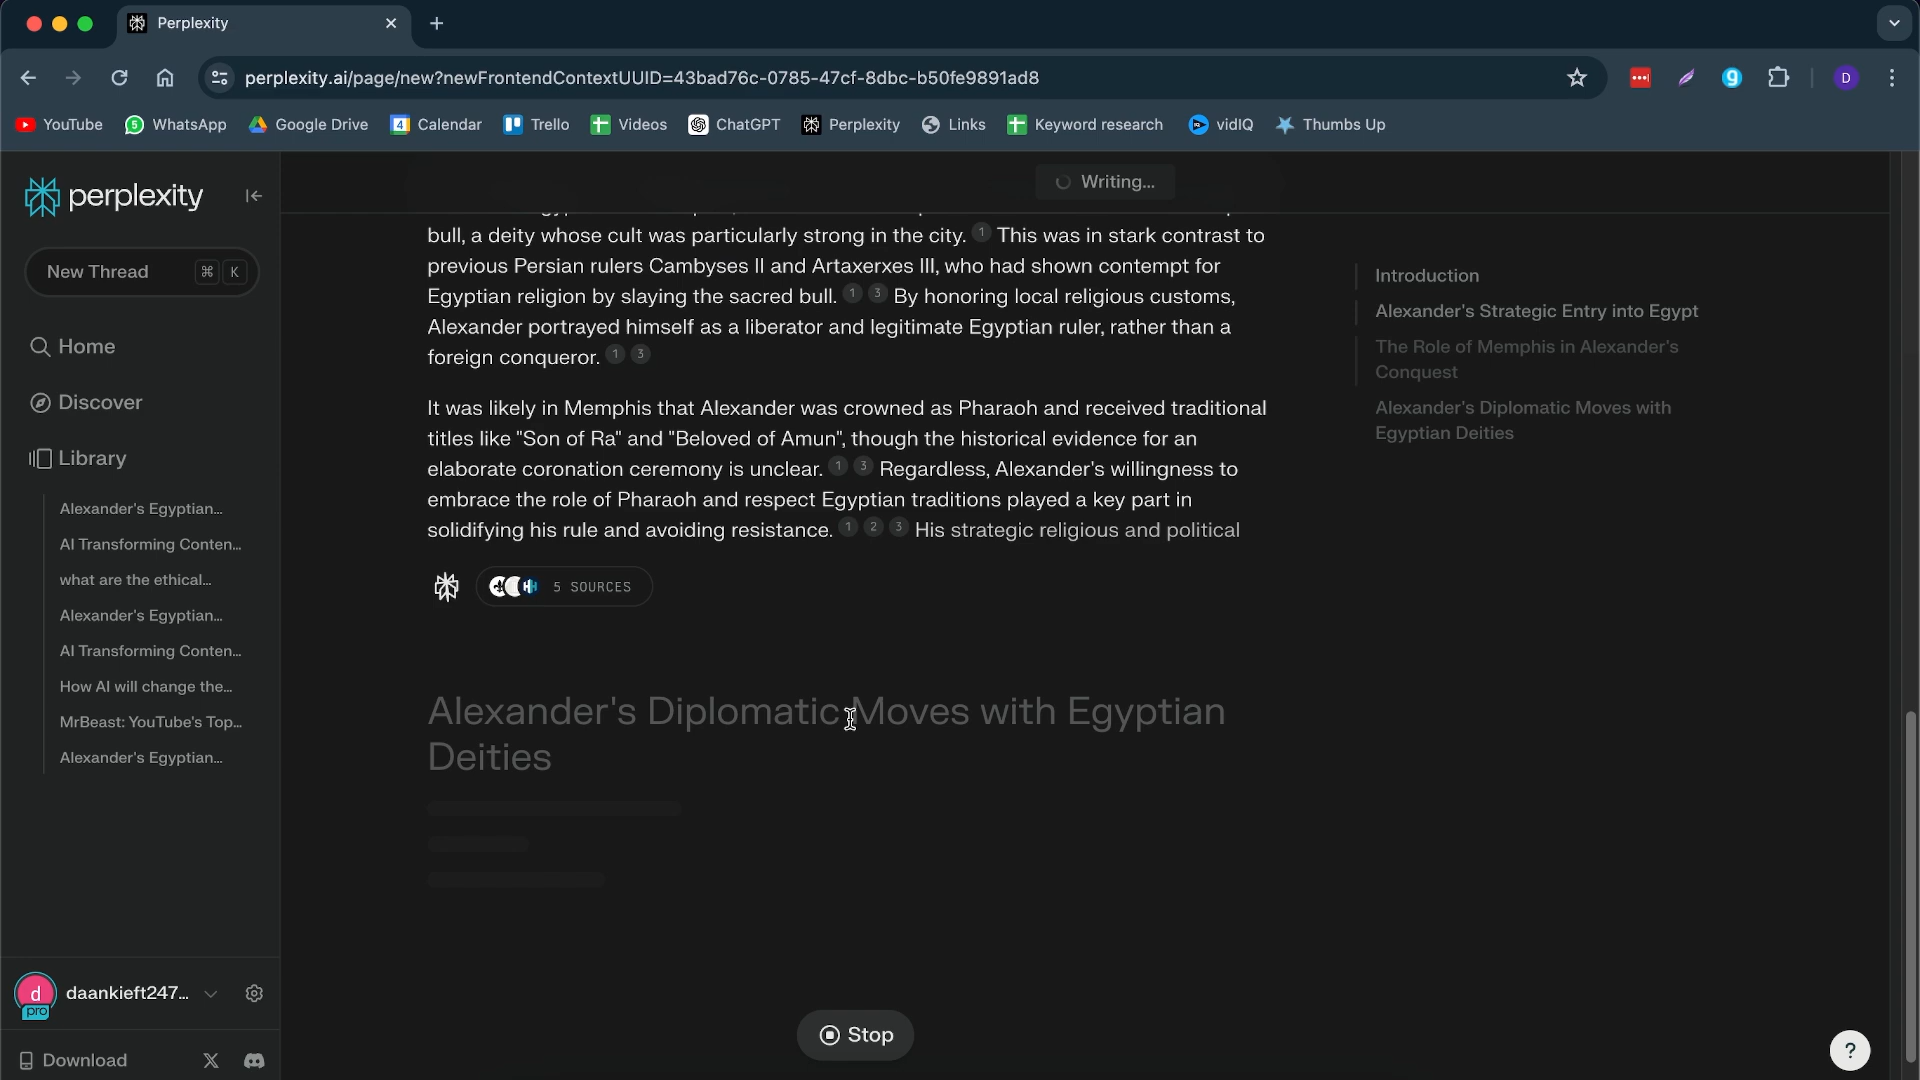 Perplexity
perplexity.ai/page/new?newFrontendContextUUID=43bad76c-0785-47cf-8dbc-b50fe9891ad8
g
D
YouTube
5 WhatsApp
Google Drive
4 Calendar
Trello
Videos
ChatGPT
Perplexity
Links
Keyword research
vidIQ
Thumbs Up
perplexity
New Thread ⌘ K
Home
Discover
Library
Alexander's Egyptian...
AI Transforming Conten...
what are the ethical...
Alexander's Egyptian...
AI Transforming Conten...
How AI will change the...
MrBeast: YouTube's Top...
Alexander's Egyptian...
d
pro
daankieft247...
Download
Writing...
bull, a deity whose cult was particularly strong in the city. 1 This was in stark contrast to
previous Persian rulers Cambyses II and Artaxerxes III, who had shown contempt for
Egyptian religion by slaying the sacred bull. 1 3 By honoring local religious customs,
Alexander portrayed himself as a liberator and legitimate Egyptian ruler, rather than a
foreign conqueror. 1 3
It was likely in Memphis that Alexander was crowned as Pharaoh and received traditional
titles like "Son of Ra" and "Beloved of Amun", though the historical evidence for an
elaborate coronation ceremony is unclear. 1 3 Regardless, Alexander's willingness to
embrace the role of Pharaoh and respect Egyptian traditions played a key part in
solidifying his rule and avoiding resistance. 1 2 3 His strategic religious and political
5 SOURCES
Alexander's Diplomatic Moves with Egyptian
Deities
Stop
Introduction
Alexander's Strategic Entry into Egypt
The Role of Memphis in Alexander's
Conquest
Alexander's Diplomatic Moves with
Egyptian Deities
?